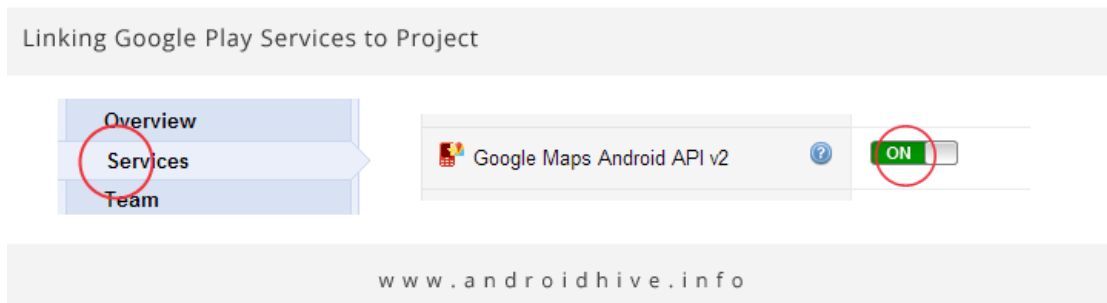 Linking Google Play Services to Project
Overview
Services
Team
Google Maps Android API v2
?
ON
www.androidhive.info